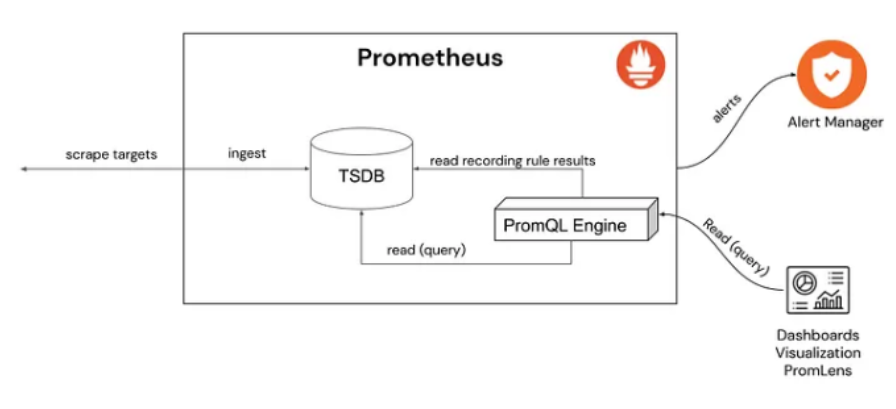 Prometheus
scrape targets
ingest
TSDB
read recording rule results
PromQL Engine
read (query)
alerts
Alert Manager
Read (query)
Dashboards
Visualization
PromLens